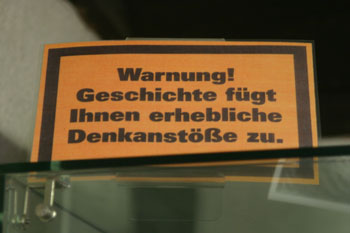 Warnung!
Geschichte fügt
Ihnen erhebliche
Denkanstöße zu.